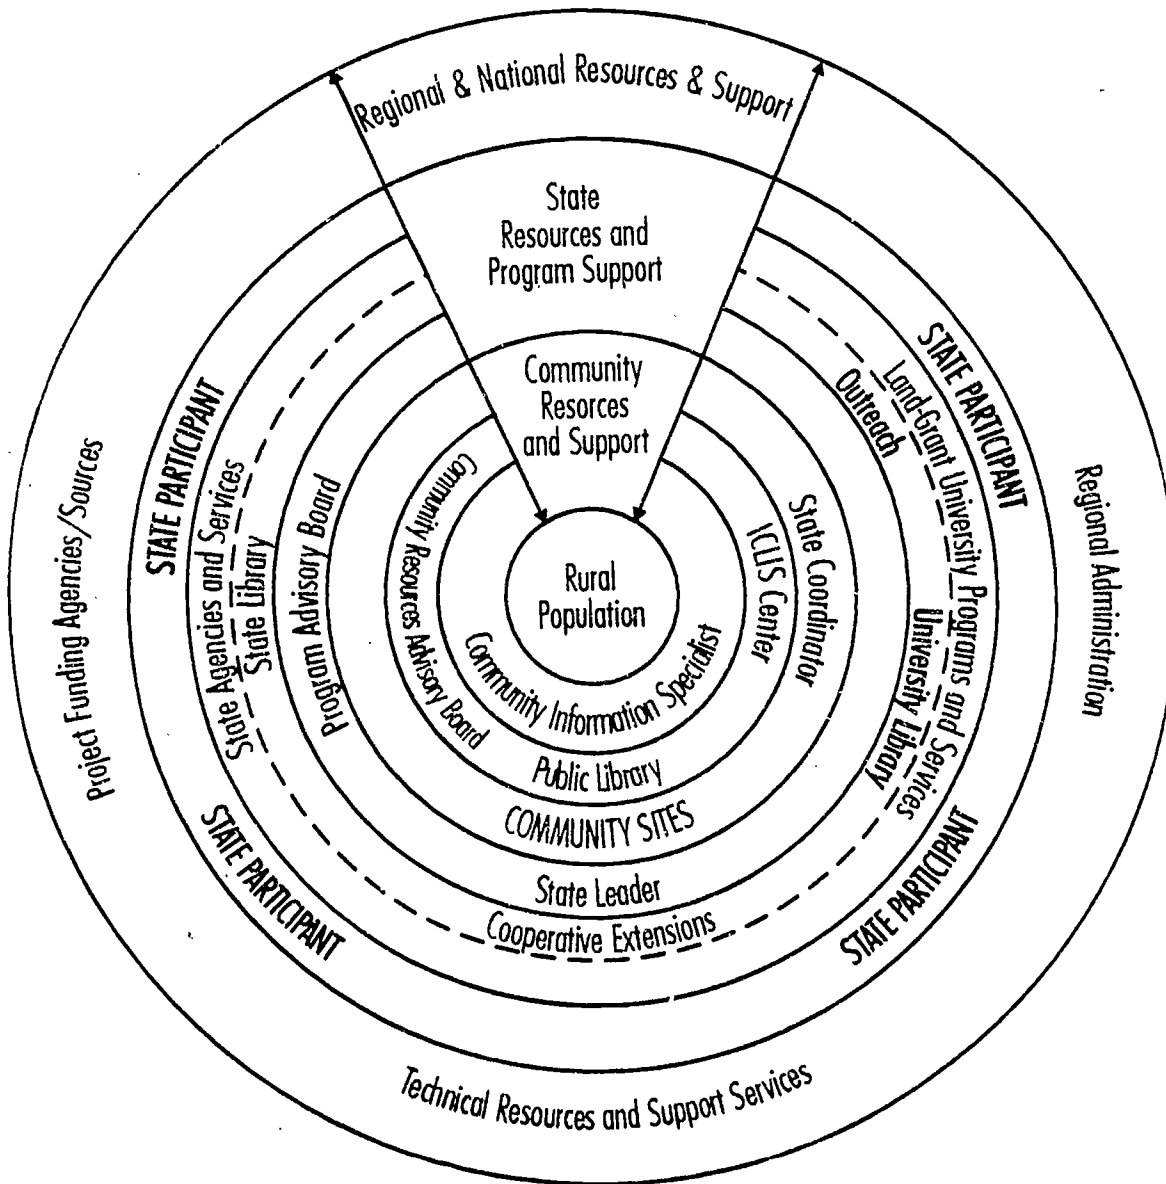 Regional & National Resources & Support
State
Resources and
Program Support
Community
Resorces
and Support
Rural
Population
Community Information Specialist
Community Resources Advisory Board
Public Library
ICLIS Center
COMMUNITY SITES
State Coordinator
Program Advisory Board
State Leader
Outreach
University Library
State Library
Cooperative Extensions
State Agencies and Services
Land-Grant University Programs and Services
STATE PARTICIPANT
STATE PARTICIPANT
STATE PARTICIPANT
STATE PARTICIPANT
Project Funding Agencies/Sources
Regional Administration
Technical Resources and Support Services